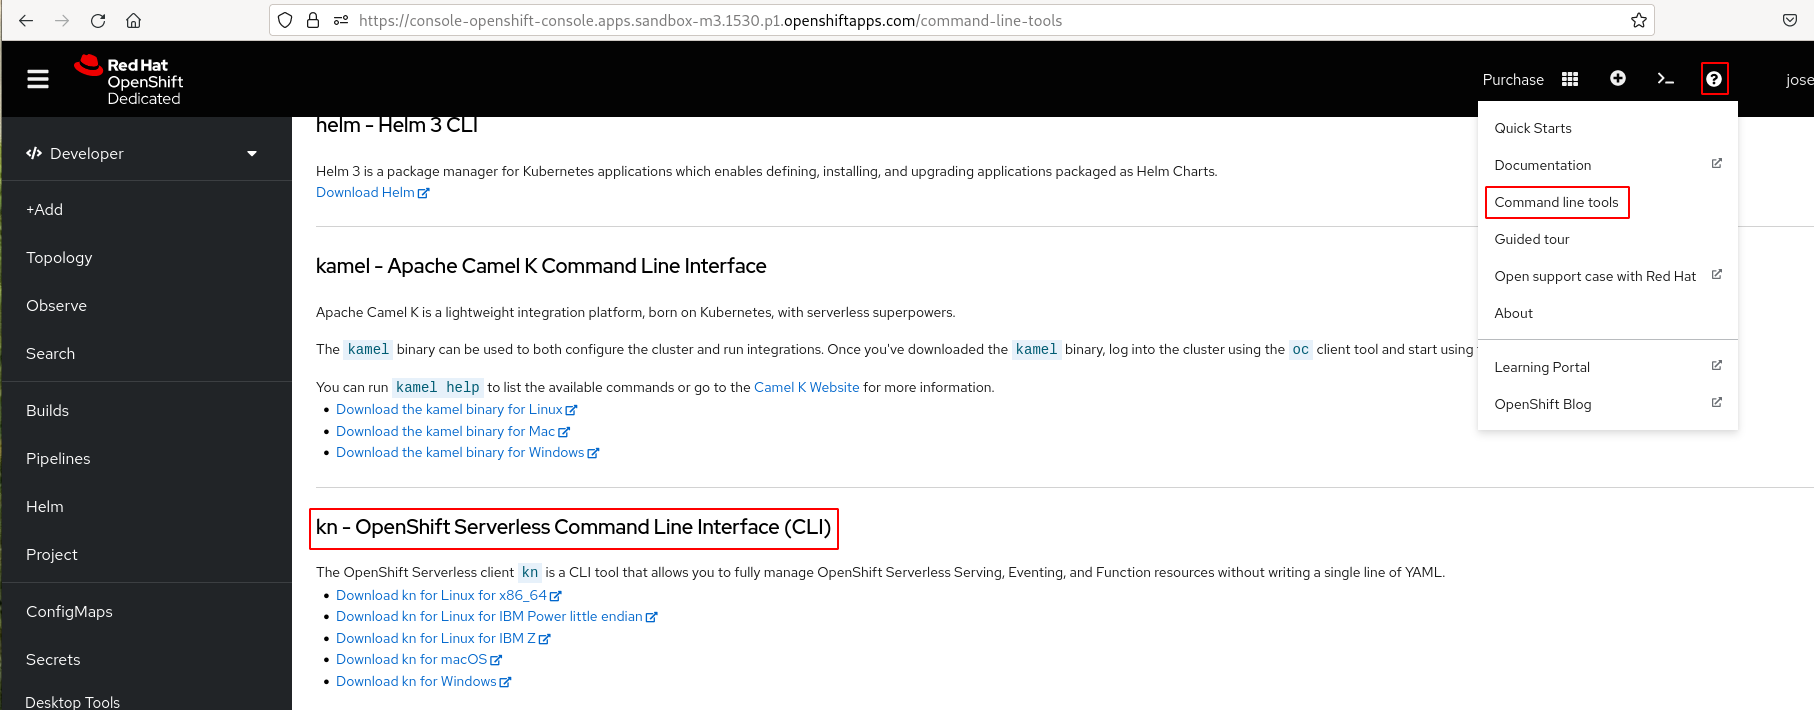 https://console-openshift-console.apps.sandbox-m3.1530.p1.openshiftapps.com/command-line-tools
Red Hat
OpenShift
Dedicated
Purchase
jose
Developer
+Add
Topology
Observe
Search
Builds
Pipelines
Helm
Project
ConfigMaps
Secrets
Desktop Tools
helm - Helm 3 CLI
Helm 3 is a package manager for Kubernetes applications which enables defining, installing, and upgrading applications packaged as Helm Charts.
Download Helm
kamel - Apache Camel K Command Line Interface
Apache Camel K is a lightweight integration platform, born on Kubernetes, with serverless superpowers.
The kamel binary can be used to both configure the cluster and run integrations. Once you've downloaded the kamel binary, log into the cluster using the oc client tool and start using
You can run kamel help to list the available commands or go to the Camel K Website for more information.
• Download the kamel binary for Linux
• Download the kamel binary for Mac
• Download the kamel binary for Windows
kn - OpenShift Serverless Command Line Interface (CLI)
The OpenShift Serverless client kn is a CLI tool that allows you to fully manage OpenShift Serverless Serving, Eventing, and Function resources without writing a single line of YAML.
• Download kn for Linux for x86_64
• Download kn for Linux for IBM Power little endian
• Download kn for Linux for IBM Z
• Download kn for macOS
• Download kn for Windows
Quick Starts
Documentation
Command line tools
Guided tour
Open support case with Red Hat
About
Learning Portal
OpenShift Blog